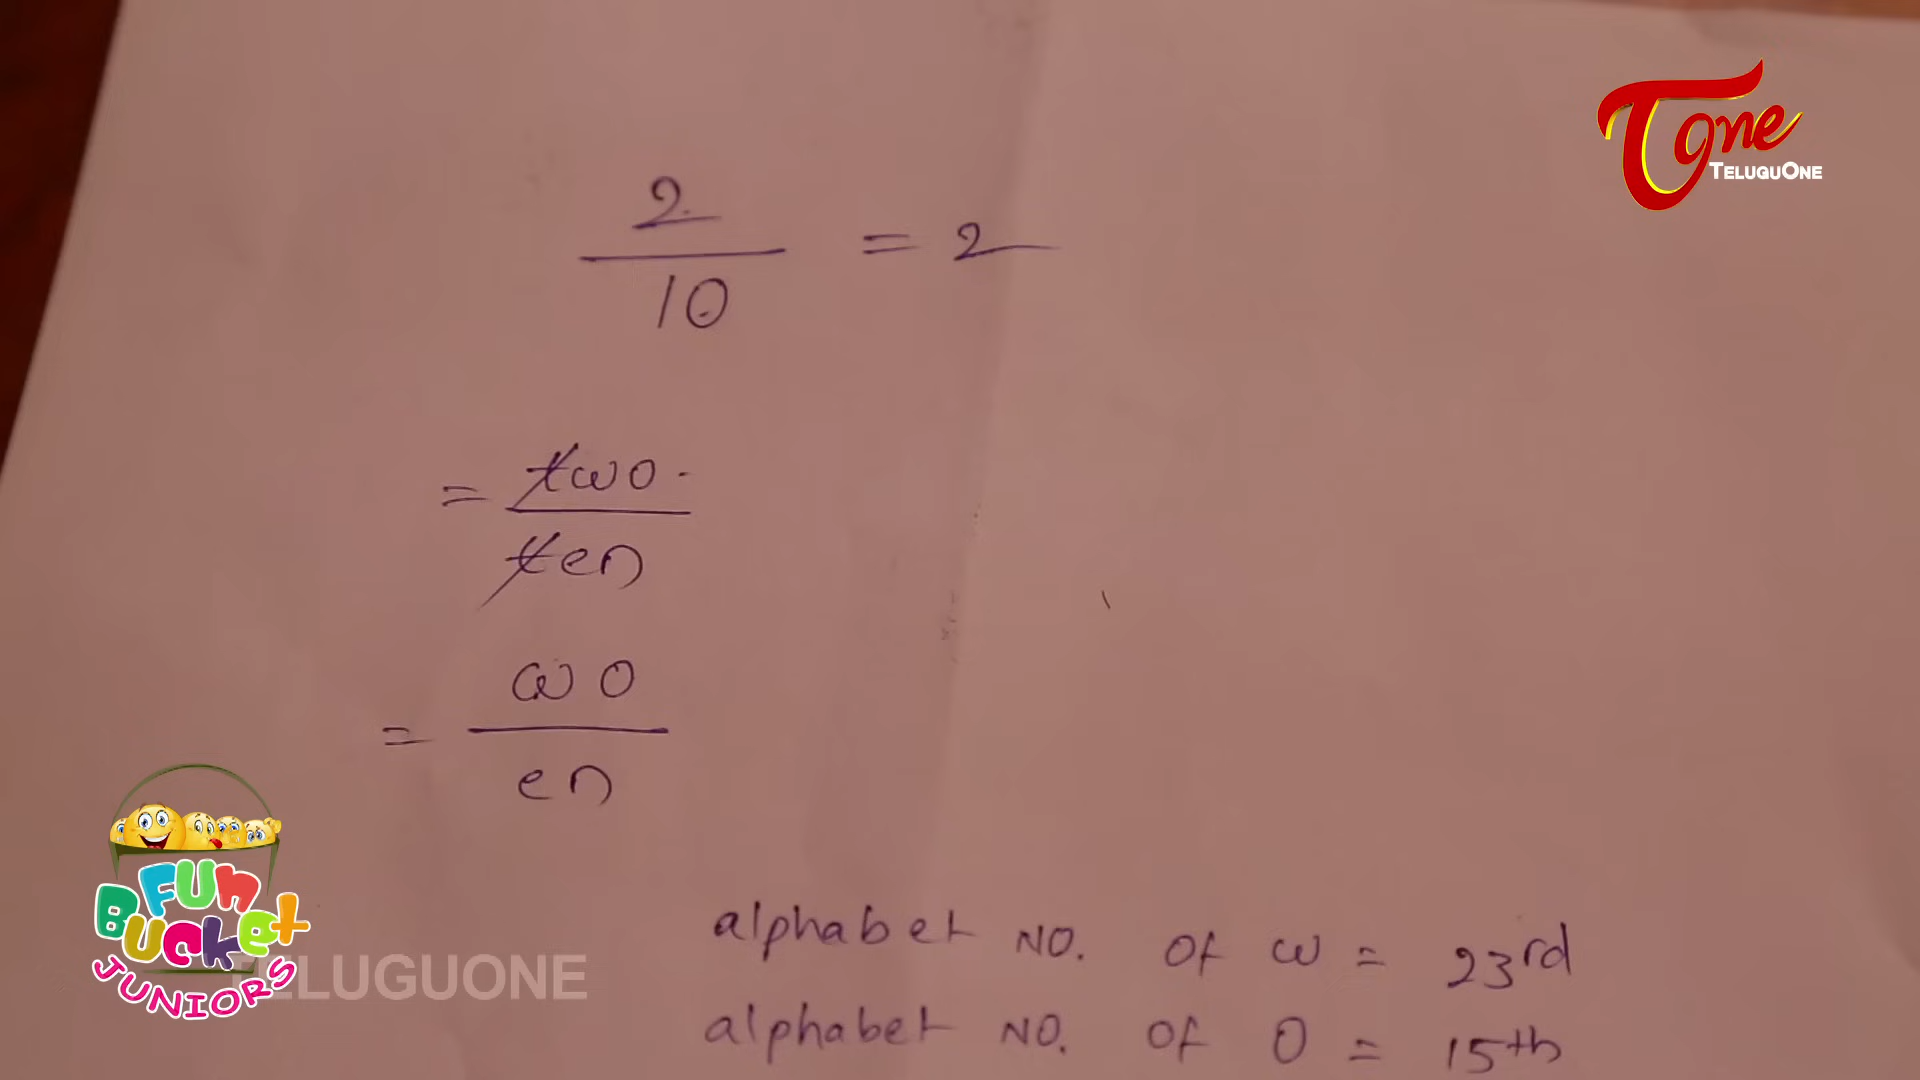 Tone
TELUGUONE
2/10 = 2
= two/ten
= wo/en
alphabet NO. Of w = 23rd
alphabet NO. Of O = 15th
Fun
Bucket
JUNIORS
TELUGUONE